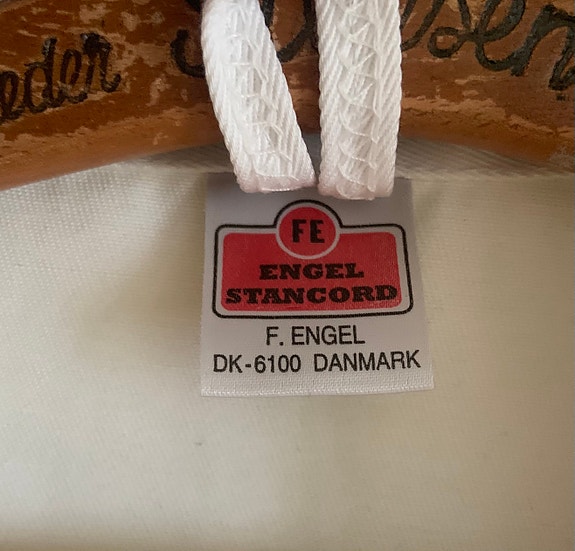 FE
ENGEL
STANCORD
F. ENGEL
DK-6100 DANMARK